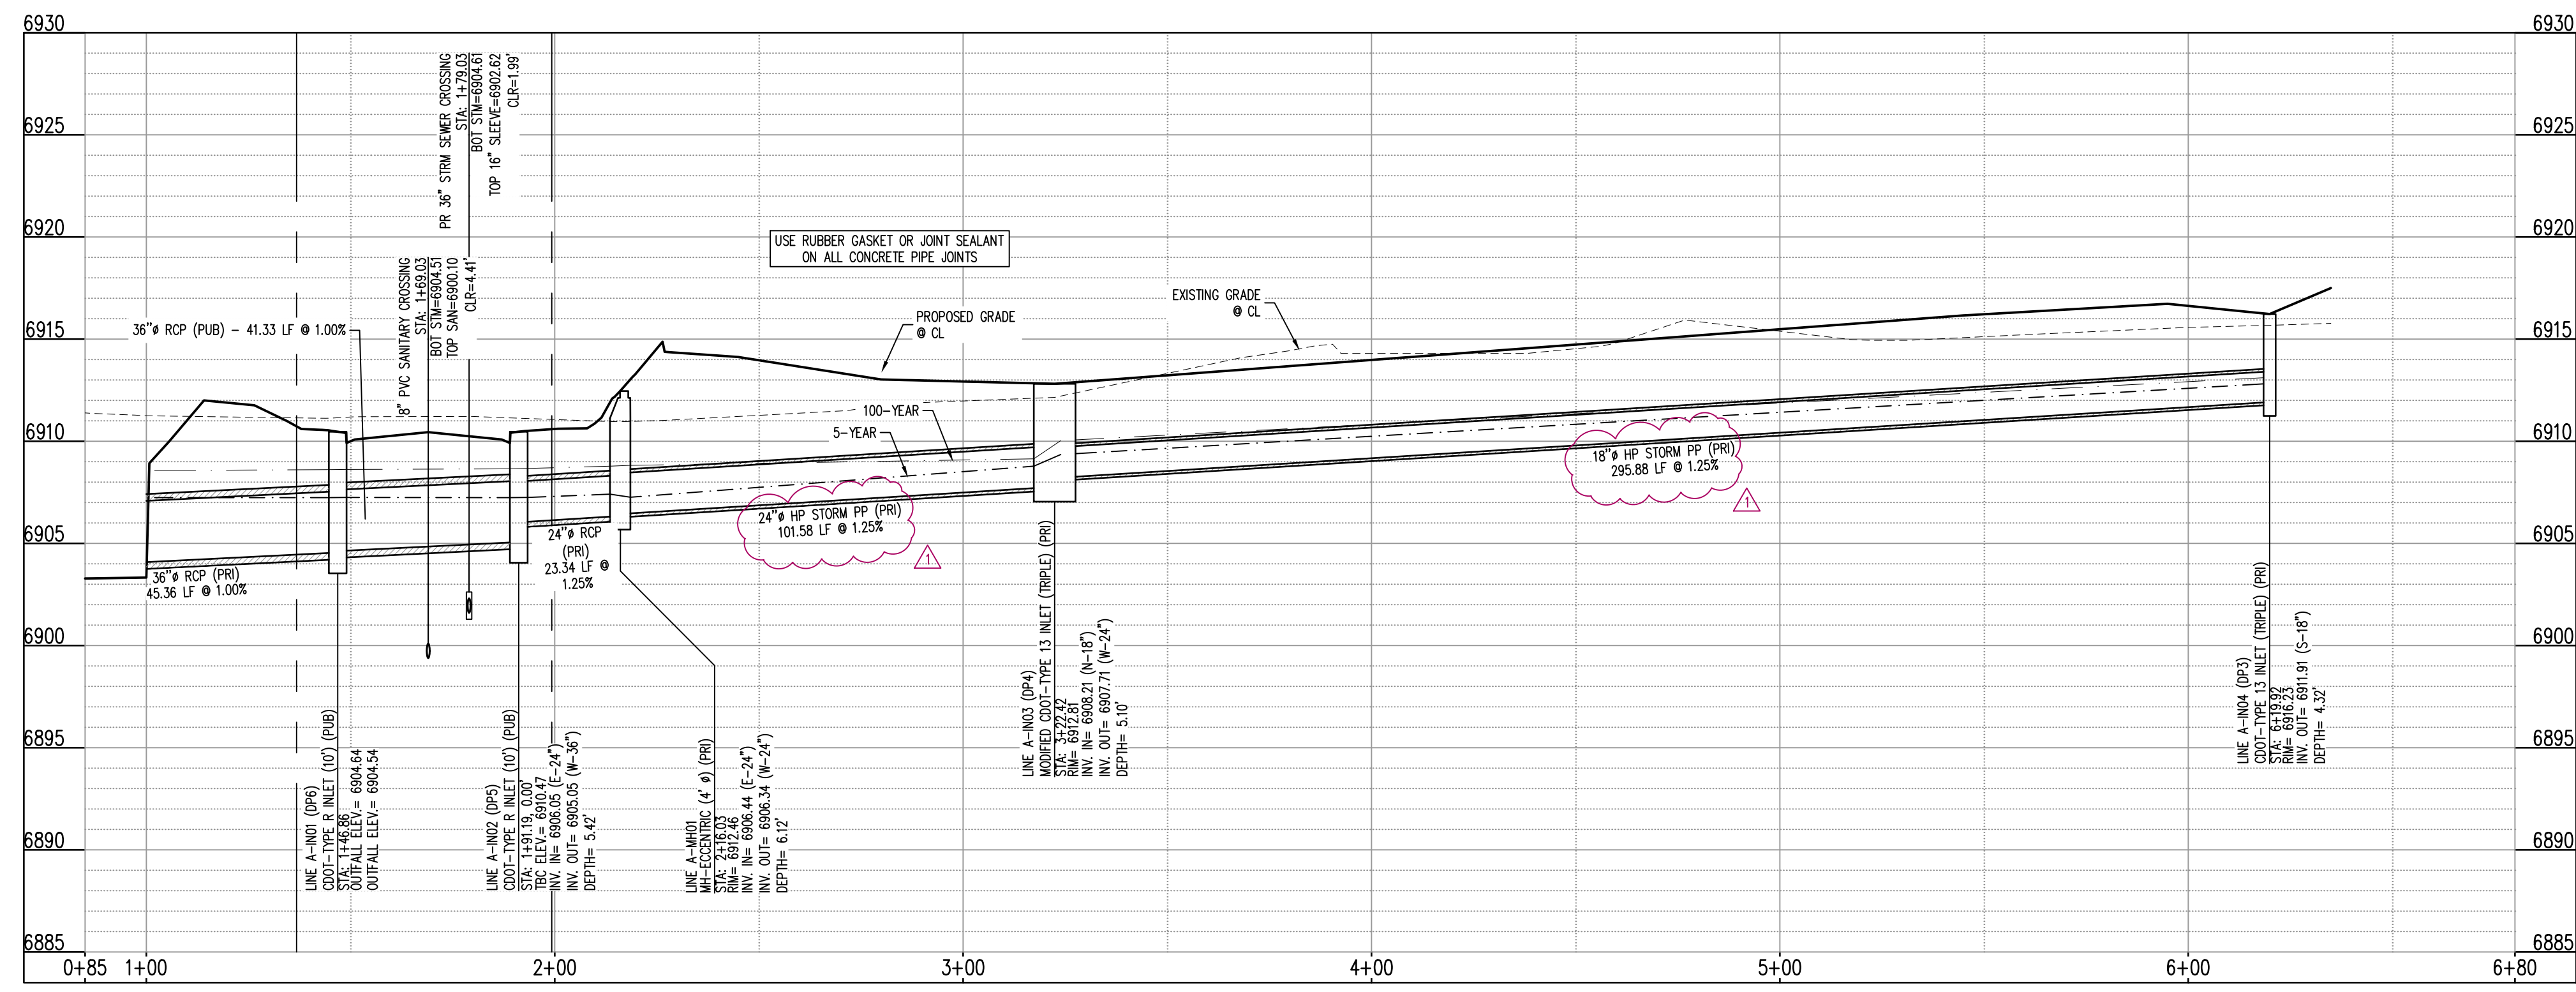 6930
6925
6920
6915
6910
6905
6900
6895
6890
6885
6930
6925
6920
6915
6910
6905
6900
6895
6890
6885
0+85
1+00
2+00
3+00
4+00
5+00
6+00
6+80
PR 36" STRM SEWER CROSSING
STA: 1+79.03
BOT STM=6904.61
TOP 16" SLEEVE=6902.62
CLR=1.99'
8" PVC SANITARY CROSSING
STA: 1+69.03
BOT STM=6904.51
TOP SAN=6900.10
CLR=4.41'
36"ø RCP (PUB) - 41.33 LF @ 1.00%
USE RUBBER GASKET OR JOINT SEALANT
ON ALL CONCRETE PIPE JOINTS
PROPOSED GRADE
@ CL
EXISTING GRADE
@ CL
100-YEAR
5-YEAR
36"ø RCP (PRI)
45.36 LF @ 1.00%
24"ø RCP
(PRI)
23.34 LF @
1.25%
24"ø HP STORM PP (PRI)
101.58 LF @ 1.25%
1
18"ø HP STORM PP (PRI)
295.88 LF @ 1.25%
1
LINE A-IN01 (DP6)
CDOT-TYPE R INLET (10') (PUB)
STA: 1+46.86
OUTFALL ELEV.= 6904.64
OUTFALL ELEV.= 6904.54
LINE A-IN02 (DP5)
CDOT-TYPE R INLET (10') (PUB)
STA: 1+91.19, 0.00'
TBC ELEV.= 6910.47
INV. IN= 6906.05 (E-24")
INV. OUT= 6905.05 (W-36")
DEPTH= 5.42'
LINE A-MH01
MH-ECCENTRIC (4' ø) (PRI)
STA: 2+16.03
RIM= 6912.46
INV. IN= 6906.44 (E-24")
INV. OUT= 6906.34 (W-24")
DEPTH= 6.12'
LINE A-IN03 (DP4)
MODIFIED CDOT-TYPE 13 INLET (TRIPLE) (PRI)
STA: 3+22.42
RIM= 6912.81
INV. IN= 6908.21 (N-18")
INV. OUT= 6907.71 (W-24")
DEPTH= 5.10'
LINE A-IN04 (DP3)
CDOT-TYPE 13 INLET (TRIPLE) (PRI)
STA: 6+19.92
RIM= 6916.23
INV. OUT= 6911.91 (S-18")
DEPTH= 4.32'